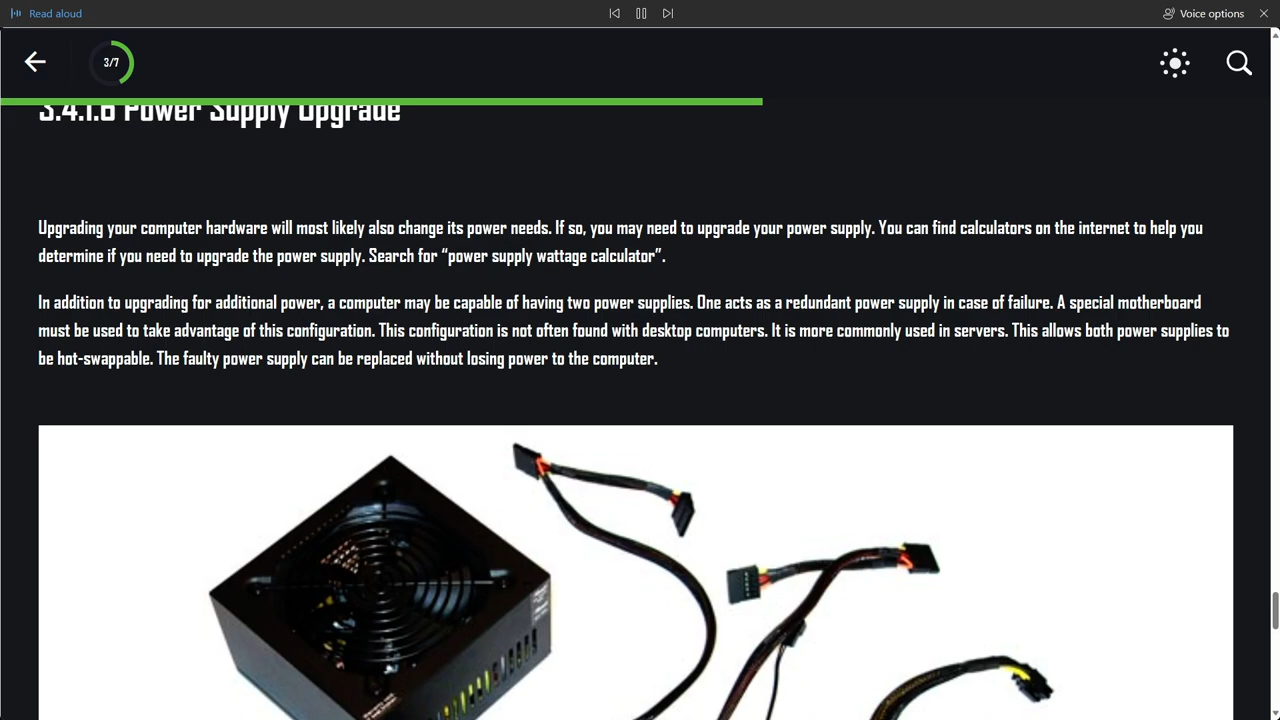 Read aloud
Voice options
3/7
3.4.1.6 Power Supply Upgrade
Upgrading your computer hardware will most likely also change its power needs. If so, you may need to upgrade your power supply. You can find calculators on the internet to help you
determine if you need to upgrade the power supply. Search for “power supply wattage calculator”.
In addition to upgrading for additional power, a computer may be capable of having two power supplies. One acts as a redundant power supply in case of failure. A special motherboard
must be used to take advantage of this configuration. This configuration is not often found with desktop computers. It is more commonly used in servers. This allows both power supplies to
be hot-swappable. The faulty power supply can be replaced without losing power to the computer.